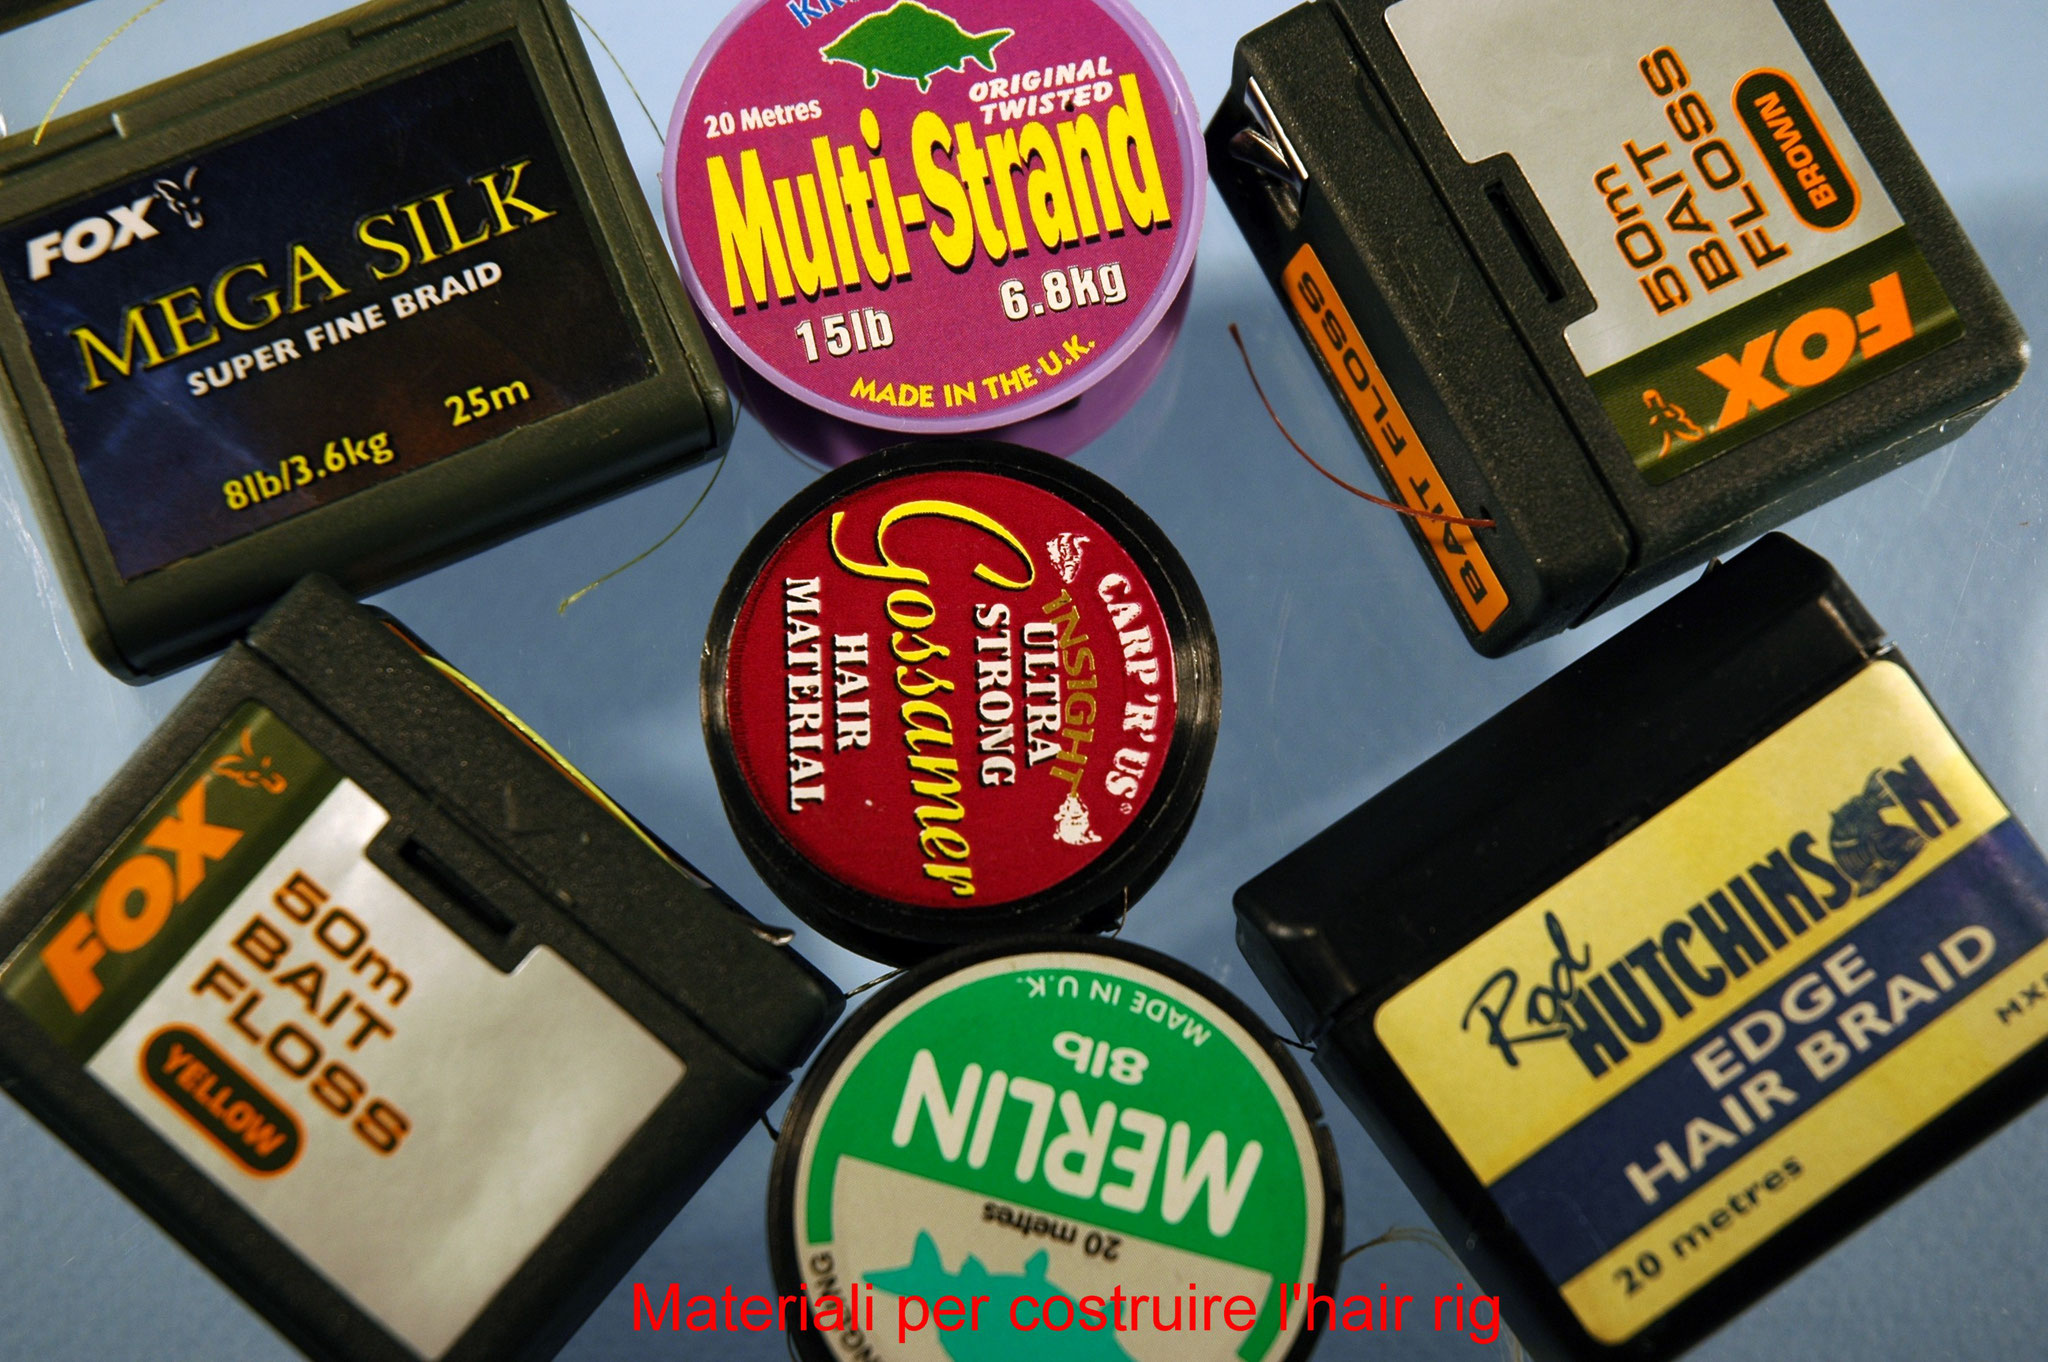 FOX
MEGA SILK
SUPER FINE BRAID
8lb/3.6kg
25m
ORIGINAL
TWISTED
20 Metres
Multi-Strand
15lb
6.8kg
MADE IN THE U.K.
50m
BAIT
FLOSS
BROWN
FOX
BAIT FLOSS
CARP 'R' US®
INSIGHT
ULTRA
STRONG
Gossamer
HAIR
MATERIAL
FOX
50m
BAIT
FLOSS
YELLOW
Rod
HUTCHINSON
EDGE
HAIR BRAID
20 metres
MADE IN U.K.
8lb
MERLIN
20 metres
Materiali per costruire l'hair rig